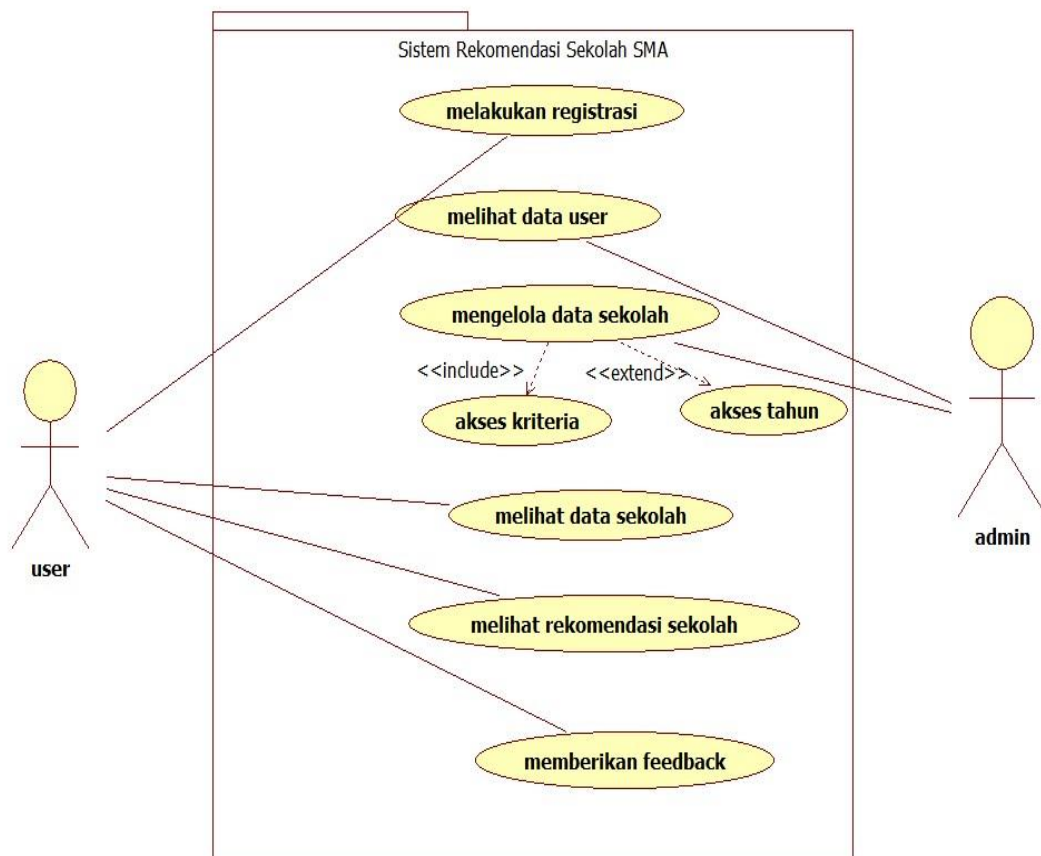 Sistem Rekomendasi Sekolah SMA
melakukan registrasi
melihat data user
mengelola data sekolah
<<include>>
<<extend>>
akses kriteria
akses tahun
melihat data sekolah
admin
user
melihat rekomendasi sekolah
memberikan feedback